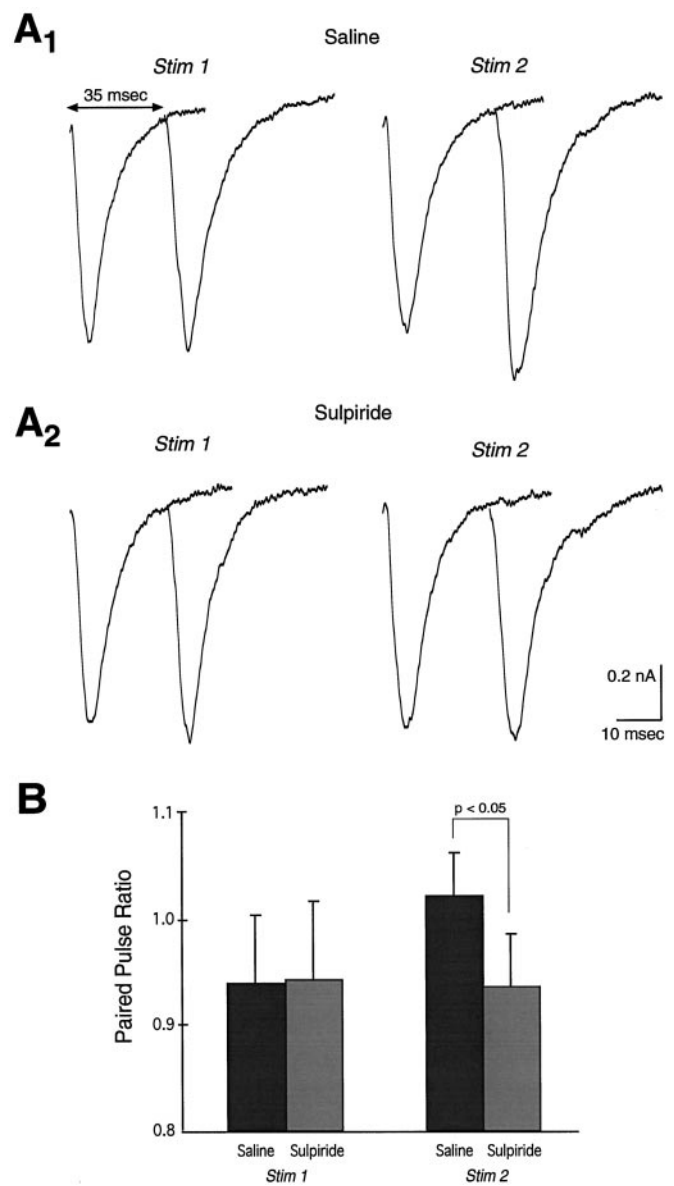 A1
Saline
Stim 1
Stim 2
35 msec
A2
Sulpiride
Stim 1
Stim 2
0.2 nA
10 msec
B
p < 0.05
Paired Pulse Ratio
1.1
1.0
0.9
0.8
Saline Sulpiride Saline Sulpiride
Stim 1 Stim 2